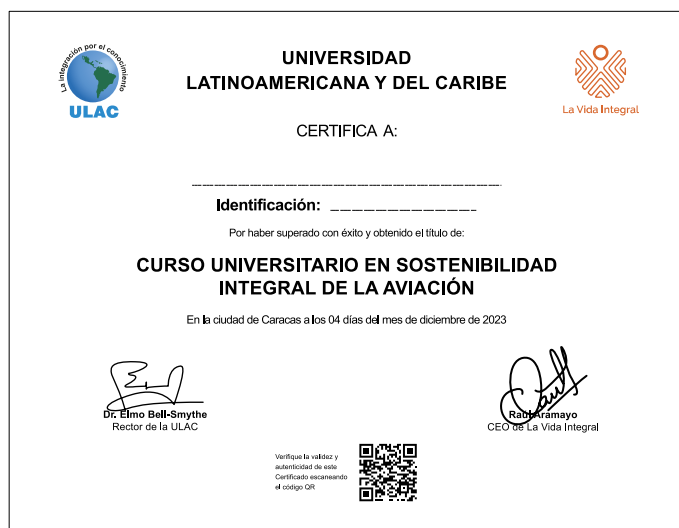 La integración por el conocimiento
ULAC
UNIVERSIDAD
LATINOAMERICANA Y DEL CARIBE
La Vida Integral
CERTIFICA A:
Identificación:
Por haber superado con éxito y obtenido el título de:
CURSO UNIVERSITARIO EN SOSTENIBILIDAD
INTEGRAL DE LA AVIACIÓN
En la ciudad de Caracas a los 04 días del mes de diciembre de 2023
Dr. Elmo Bell-Smythe
Rector de la ULAC
Raúl Aramayo
CEO de La Vida Integral
Verifique la validez y
autenticidad de este
Certificado escaneando
el código QR